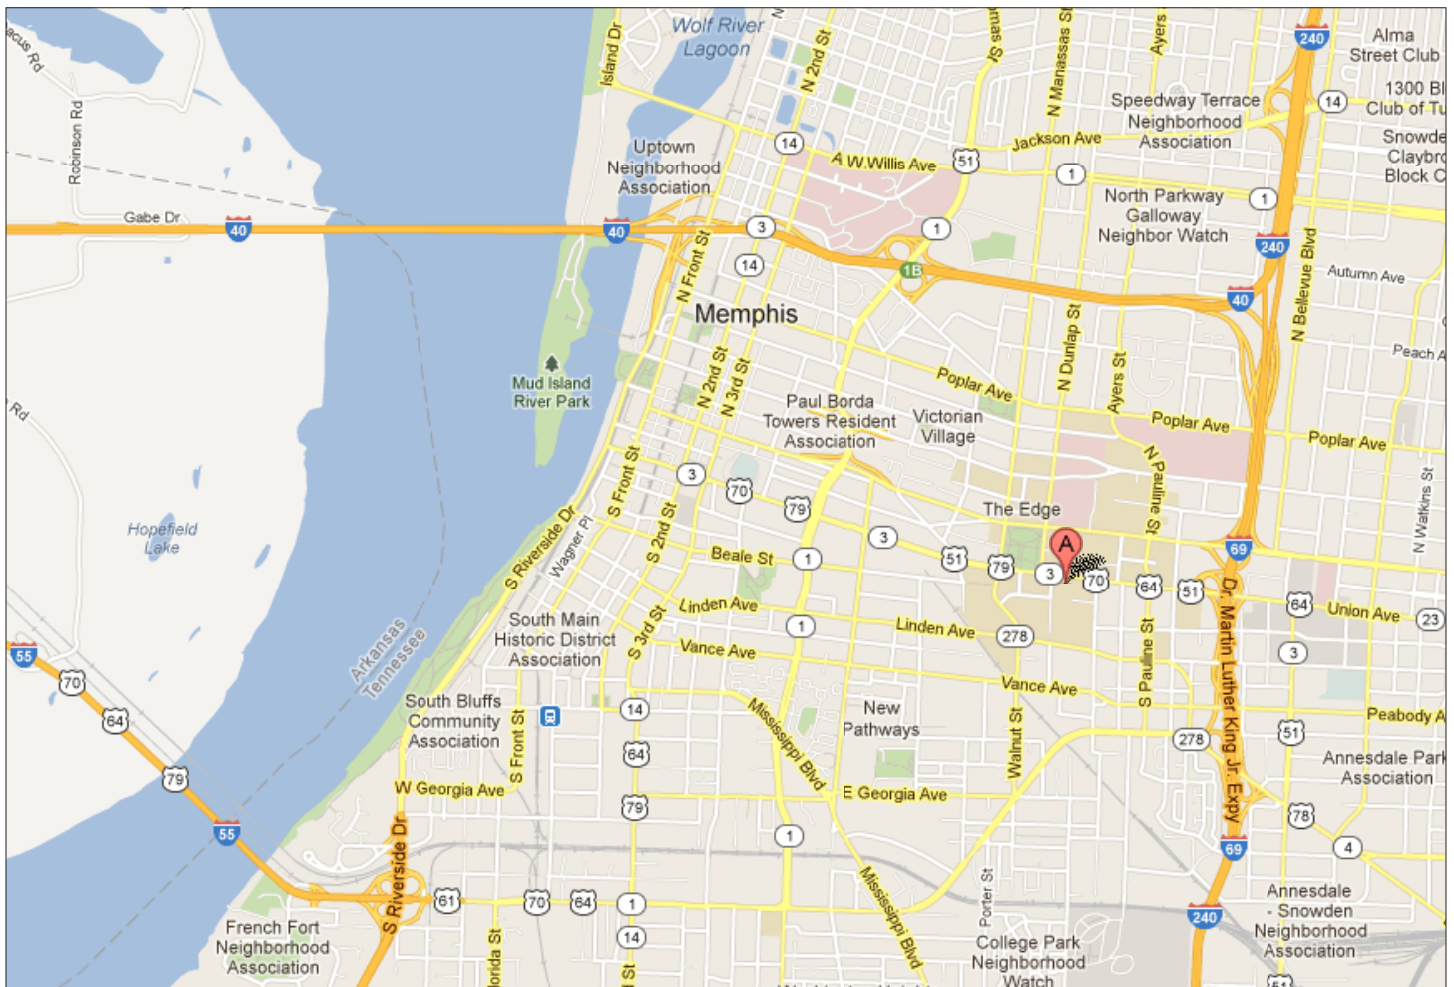 Wolf River
Lagoon
Island Dr
N 2nd St
N Manassas St
Ayers
240
Alma
Street Club
Robinson Rd
Speedway Terrace
Neighborhood
Association
14
Jackson Ave
14
51
A W.Willis Ave
Uptown
Neighborhood
Association
1
North Parkway
Galloway
Neighbor Watch
1
Gabe Dr
40
40
3
1
240
14
1B
40
N Front St
Autumn Ave
N Bellevue Blvd
Memphis
N Dunlap St
Peach A
Ayers St
Mud Island
River Park
N 2nd St
N 3rd St
Poplar Ave
Rd
Paul Borda
Towers Resident
Association
Victorian
Village
Poplar Ave
Poplar Ave
S Front St
N Pauline St
N Watkins St
3
70
79
The Edge
Hopefield
Lake
S Riverside Dr
Wagner Pl
S 2nd St
Beale St
1
3
51
79
A
3
70
64
51
69
64
Union Ave
23
Linden Ave
Linden Ave
1
278
South Main
Historic District
Association
S 3rd St
Vance Ave
Vance Ave
S Pauline St
3
Dr. Martin Luther King Jr. Expy
Arkansas
Tennessee
55
70
64
79
55
South Bluffs
Community
Association
S Front St
14
Mississippi Blvd
New
Pathways
Walnut St
278
51
Peabody A
64
Annesdale Park
Association
W Georgia Ave
79
E Georgia Ave
78
1
4
S Riverside Dr
69
Mississippi Blvd
Porter St
61
70
64
1
14
240
Annesdale
- Snowden
Neighborhood
Association
French Fort
Neighborhood
Association
College Park
Neighborhood
Watch
51